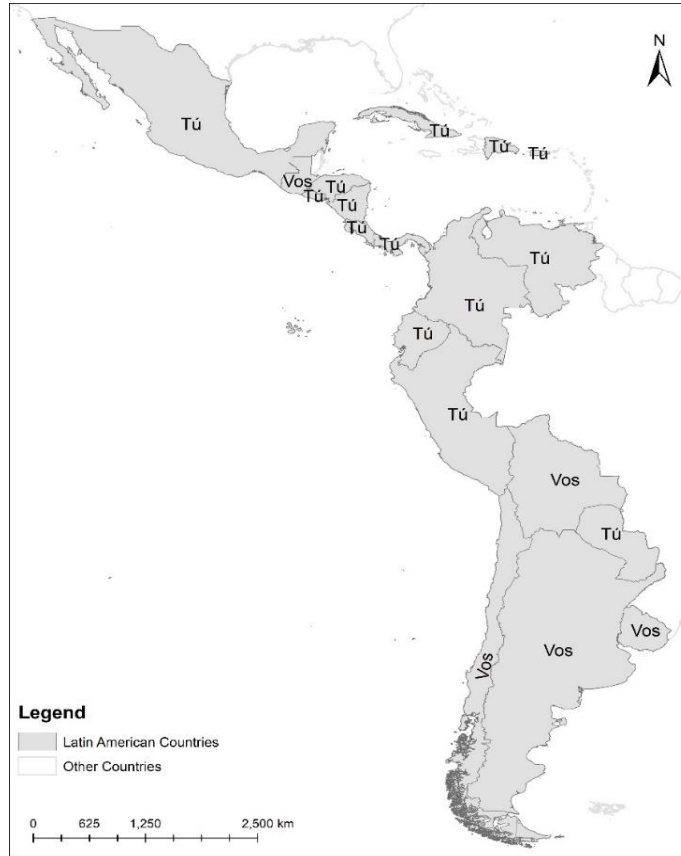 N
Tú
Tú
Tú
Tú
Vos
Tú
Tú
Tú
Tú
Tú
Tú
Tú
Tú
Tú
Vos
Tú
Vos
Vos
Vos
Legend
Latin American Countries
Other Countries
0 625 1,250 2,500 km